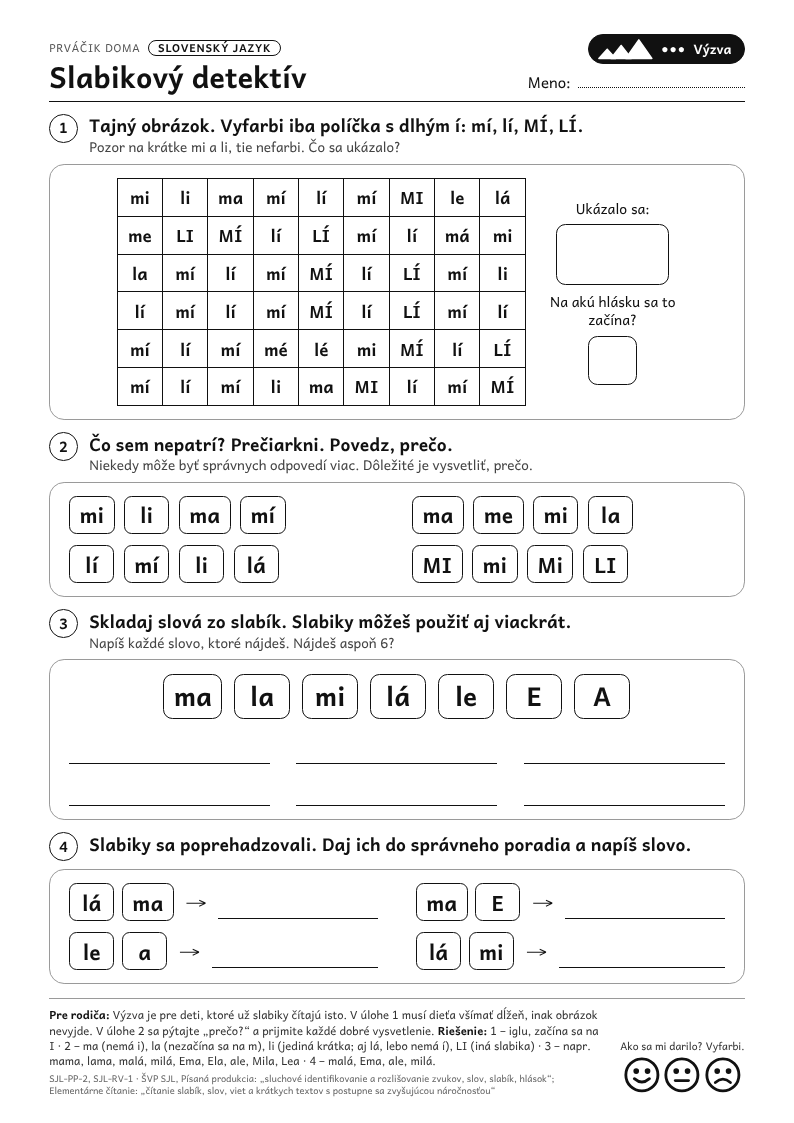 PRVÁČIK DOMA SLOVENSKÝ JAZYK
••• Výzva
Slabikový detektív
Meno:
1 Tajný obrázok. Vyfarbi iba políčka s dlhým í: mí, lí, MÍ, LÍ.
Pozor na krátke mi a li, tie nefarbi. Čo sa ukázalo?
mi li ma mí lí mí MI le lá
me LI MÍ lí LÍ mí lí má mi
la mí lí mí MÍ lí LÍ mí li
lí mí lí mí MÍ lí LÍ mí lí
mí lí mí mé lé mi MÍ lí LÍ
mí lí mí li ma MI lí mí MÍ
Ukázalo sa:
Na akú hlásku sa to
začína?
2 Čo sem nepatrí? Prečiarkni. Povedz, prečo.
Niekedy môže byť správnych odpovedí viac. Dôležité je vysvetliť, prečo.
mi li ma mí
ma me mi la
lí mí li lá
MI mi Mi LI
3 Skladaj slová zo slabík. Slabiky môžeš použiť aj viackrát.
Napíš každé slovo, ktoré nájdeš. Nájdeš aspoň 6?
ma la mi lá le E A
4 Slabiky sa poprehadzovali. Daj ich do správneho poradia a napíš slovo.
lá ma →
ma E →
le a →
lá mi →
Pre rodiča: Výzva je pre deti, ktoré už slabiky čítajú isto. V úlohe 1 musí dieťa všímať dĺžeň, inak obrázok
nevyjde. V úlohe 2 sa pýtajte „prečo?“ a prijmite každé dobré vysvetlenie. Riešenie: 1 – iglu, začína sa na
I · 2 – ma (nemá i), la (nezačína sa na m), li (jediná krátka; aj lá, lebo nemá í), LI (iná slabika) · 3 – napr.
mama, lama, malá, milá, Ema, Ela, ale, Mila, Lea · 4 – malá, Ema, ale, milá.
SJL-PP-2, SJL-RV-1 · ŠVP SJL, Písaná produkcia: „sluchové identifikovanie a rozlišovanie zvukov, slov, slabík, hlások“;
Elementárne čítanie: „čítanie slabík, slov, viet a krátkych textov s postupne sa zvyšujúcou náročnosťou“
Ako sa mi darilo? Vyfarbi.